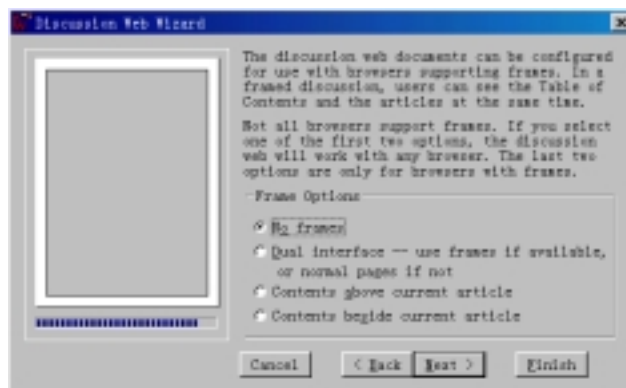 Discussion Web Wizard
The discussion web documents can be configured
for use with browsers supporting frames. In a
framed discussion, users can see the Table of
Contents and the articles at the same time.
Not all browsers support frames. If you select
one of the first two options, the discussion
web will work with any browser. The last two
options are only for browsers with frames.
Frame Options
No frames
Dual interface -- use frames if available,
or normal pages if not
Contents above current article
Contents beside current article
Cancel
< Back
Next >
Finish